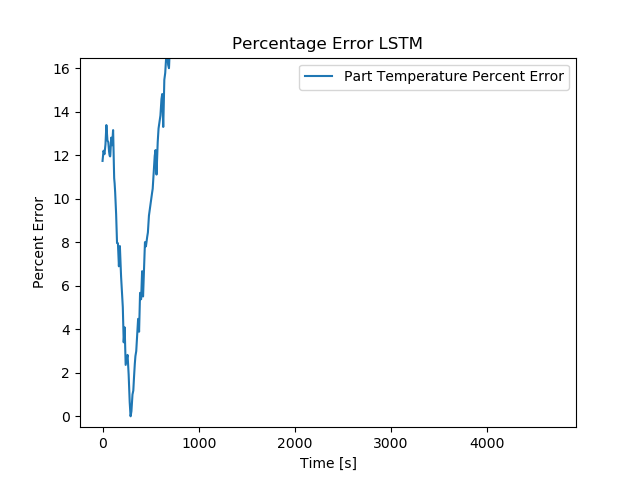 Percentage Error LSTM
Part Temperature Percent Error
Percent Error
16
14
12
10
8
6
4
2
0
0 1000 2000 3000 4000
Time [s]